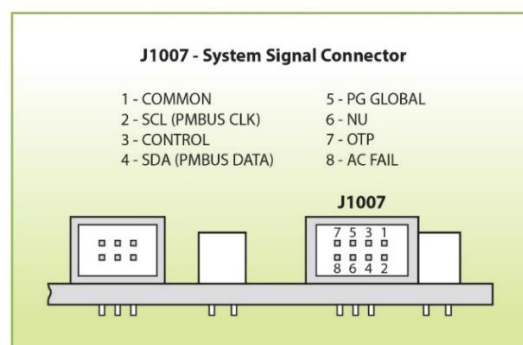 J1007 - System Signal Connector
1 - COMMON
2 - SCL (PMBUS CLK)
3 - CONTROL
4 - SDA (PMBUS DATA)
5 - PG GLOBAL
6 - NU
7 - OTP
8 - AC FAIL
J1007
7 5 3 1
8 6 4 2